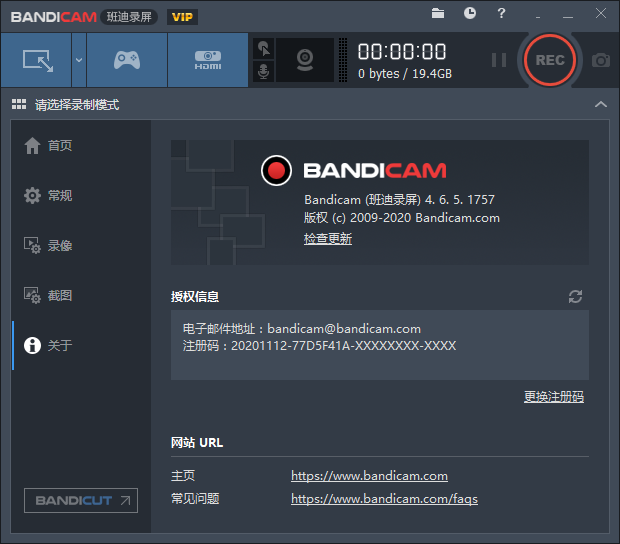 BANDICAM 班迪录屏 VIP
?
HDMI
00:00:00
0 bytes / 19.4GB
REC
请选择录制模式
首页
常规
录像
截图
关于
BANDICUT
BANDICAM
Bandicam (班迪录屏) 4. 6. 5. 1757
版权 (c) 2009-2020 Bandicam.com
检查更新
授权信息
电子邮件地址：bandicam@bandicam.com
注册码：20201112-77D5F41A-XXXXXXXX-XXXX
更换注册码
网站 URL
主页 https://www.bandicam.com
常见问题 https://www.bandicam.com/faqs